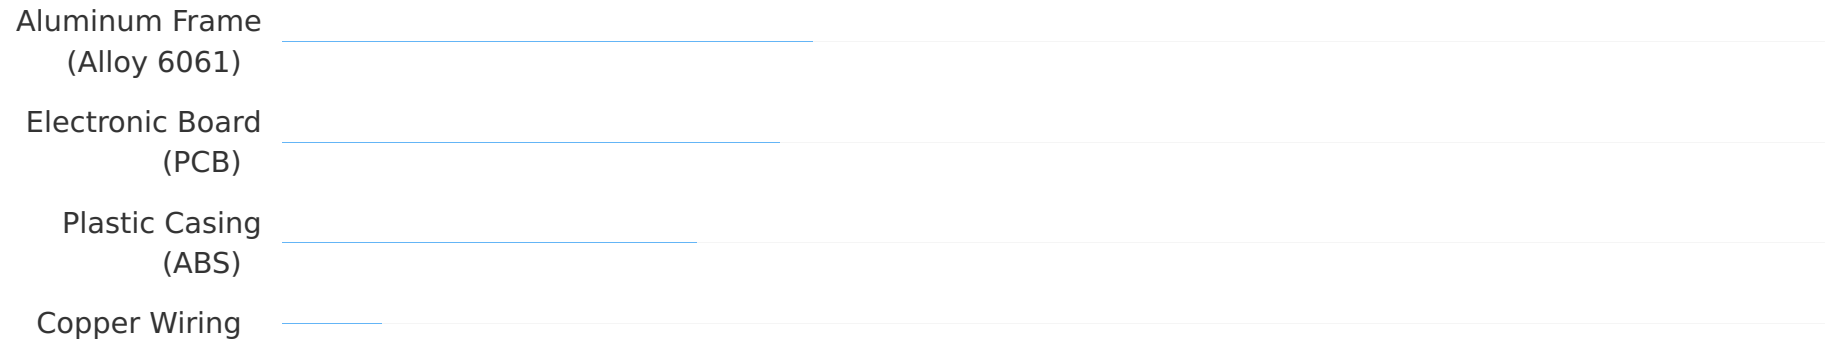 Aluminum Frame
(Alloy 6061)
Electronic Board
(PCB)
Plastic Casing
(ABS)
Copper Wiring